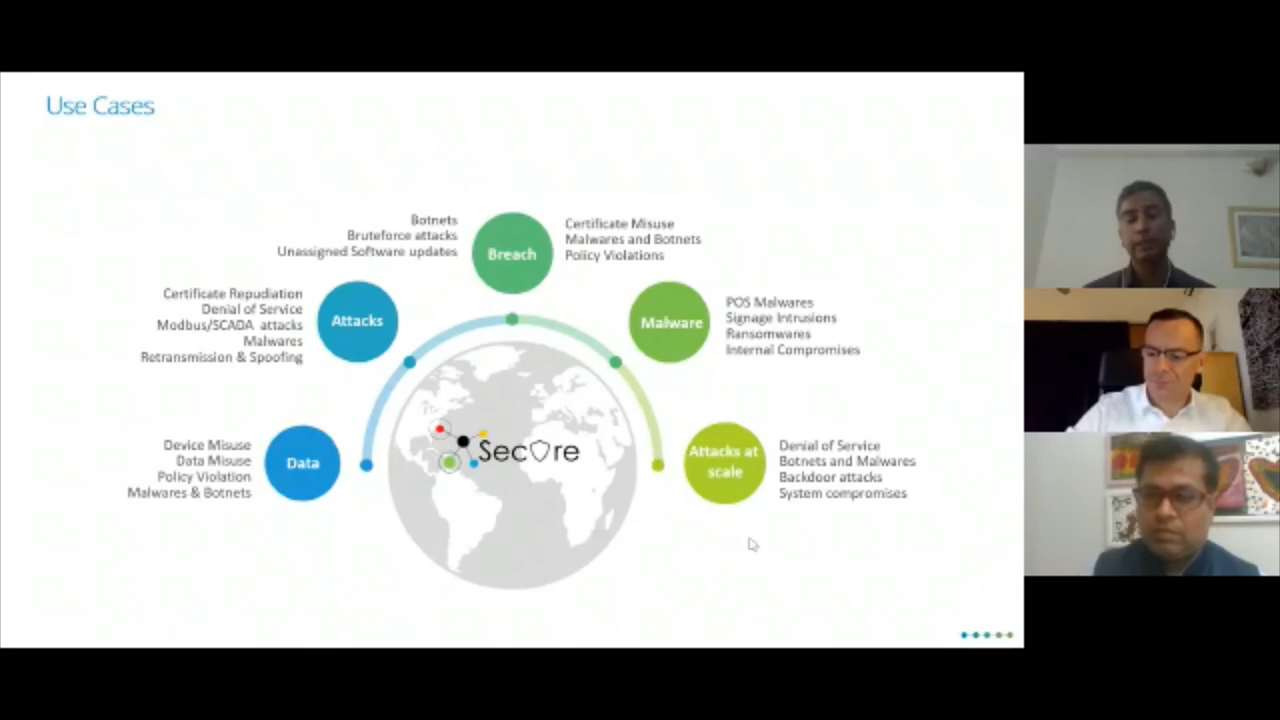 Use Cases
Botnets
Bruteforce attacks
Unassigned Software updates
Breach
Certificate Misuse
Malwares and Botnets
Policy Violations
Certificate Repudiation
Denial of Service
Modbus/SCADA attacks
Malwares
Retransmission & Spoofing
Attacks
Malware
POS Malwares
Signage Intrusions
Ransomwares
Internal Compromises
Device Misuse
Data Misuse
Policy Violation
Malwares & Botnets
Data
Secure
Attacks at
scale
Denial of Service
Botnets and Malwares
Backdoor attacks
System compromises